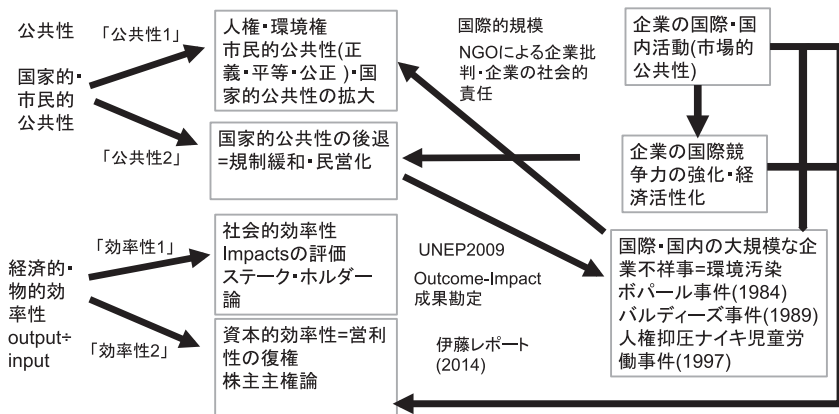 公共性
国家的・
市民的
公共性
「公共性1」
「公共性2」
人権・環境権
市民的公共性(正
義・平等・公正)・国
家的公共性の拡大
国家的公共性の後退
=規制緩和・民営化
国際的規模
NGOによる企業批
判・企業の社会的
責任
企業の国際・国
内活動(市場的
公共性)
企業の国際競
争力の強化・経
済活性化
経済的・
物的効
率性
output÷
input
「効率性1」
「効率性2」
社会的効率性
Impactsの評価
ステーク・ホルダー
論
資本的効率性=営利
性の復権
株主主権論
UNEP2009
Outcome-Impact
成果勘定
伊藤レポート
(2014)
国際・国内の大規模な企
業不祥事=環境汚染
ボパール事件(1984)
バルディーズ事件(1989)
人権抑圧ナイキ児童労
働事件(1997)